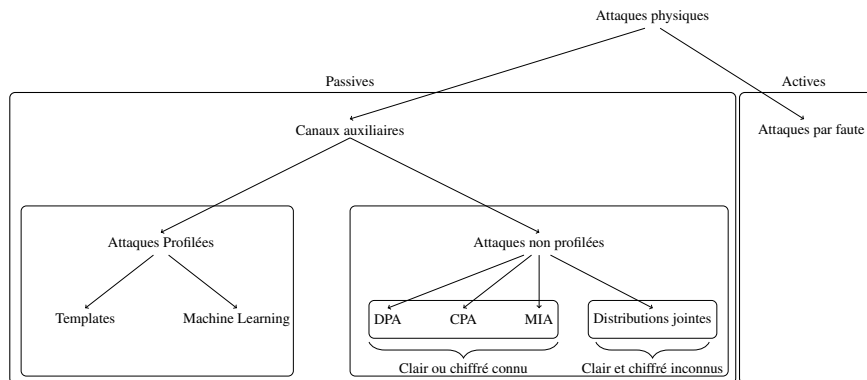 Attaques physiques
Passives
Actives
Canaux auxiliaires
Attaques par faute
Attaques Profilées
Attaques non profilées
Templates
Machine Learning
DPA
CPA
MIA
Distributions jointes
Clair ou chiffré connu
Clair et chiffré inconnus